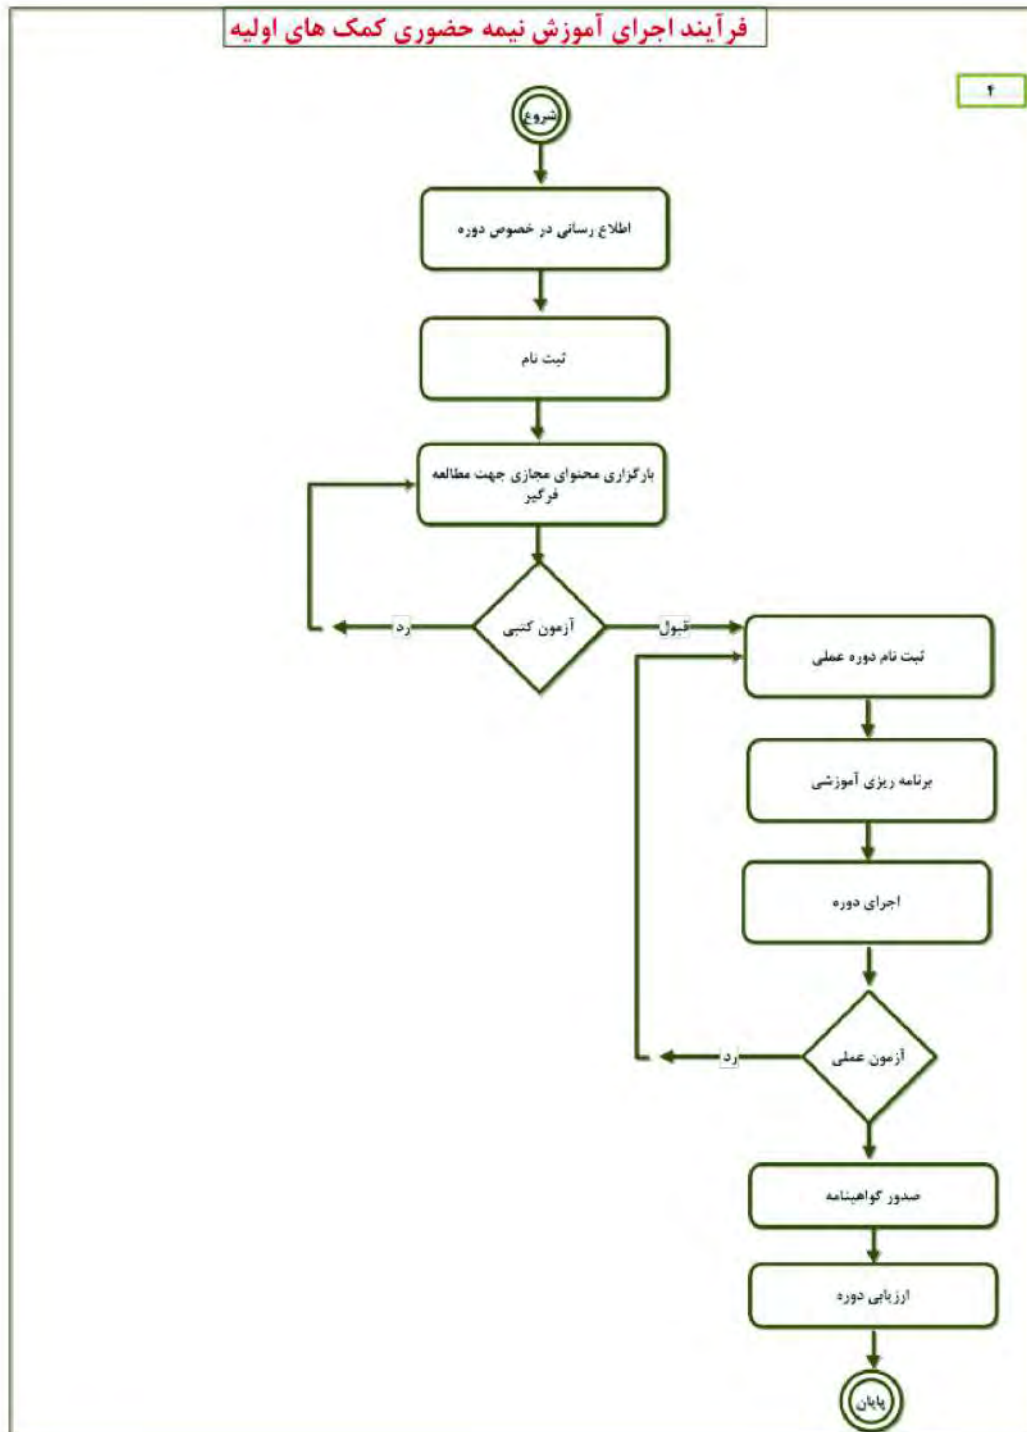 فرآیند اجرای آموزش نیمه حضوری کمک های اولیه
۴
شروع
اطلاع رسانی در خصوص دوره
ثبت نام
بارگزاری محتوای مجازی جهت مطالعه
فرگیر
آزمون کتبی
رد
قبول
ثبت نام دوره عملی
برنامه ریزی آموزشی
اجرای دوره
آزمون عملی
رد
صدور گواهینامه
ارزیابی دوره
پایان